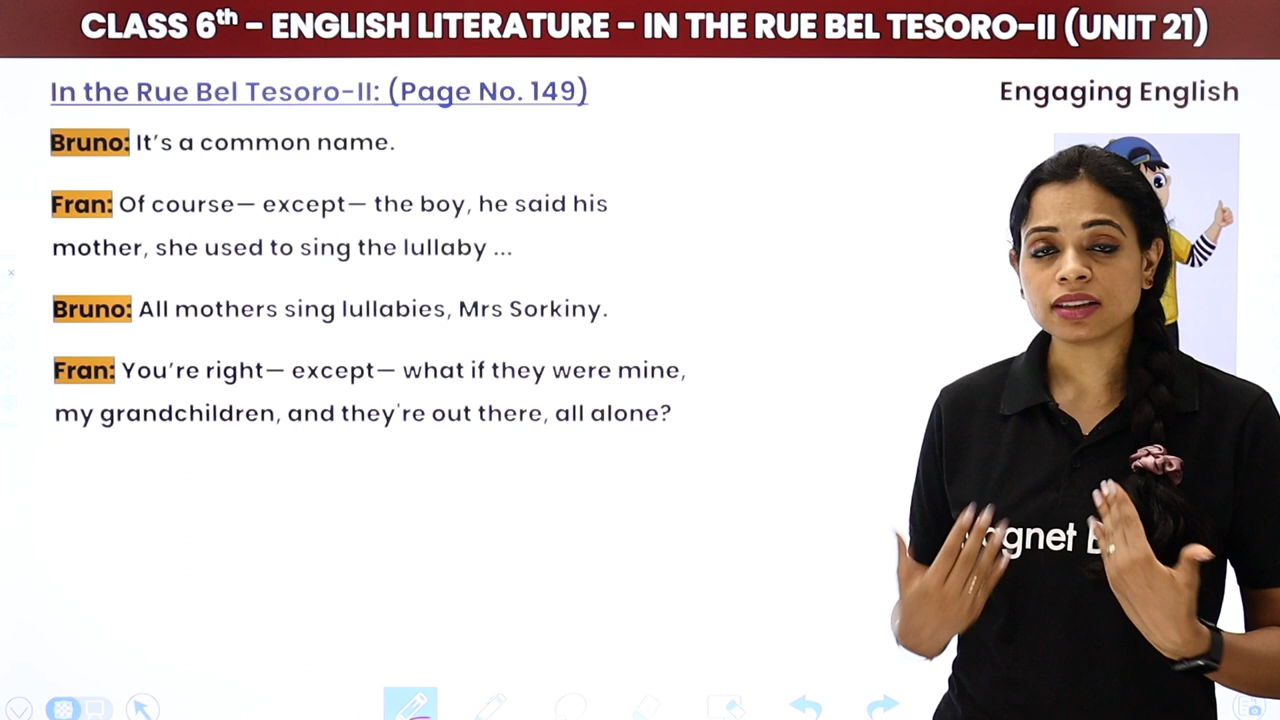 CLASS 6th - ENGLISH LITERATURE - IN THE RUE BEL TESORO-II (UNIT 21)
In the Rue Bel Tesoro-II: (Page No. 149)
Engaging English
Bruno: It's a common name.
Fran: Of course— except— the boy, he said his
mother, she used to sing the lullaby ...
Bruno: All mothers sing lullabies, Mrs Sorkiny.
Fran: You're right— except— what if they were mine,
my grandchildren, and they're out there, all alone?